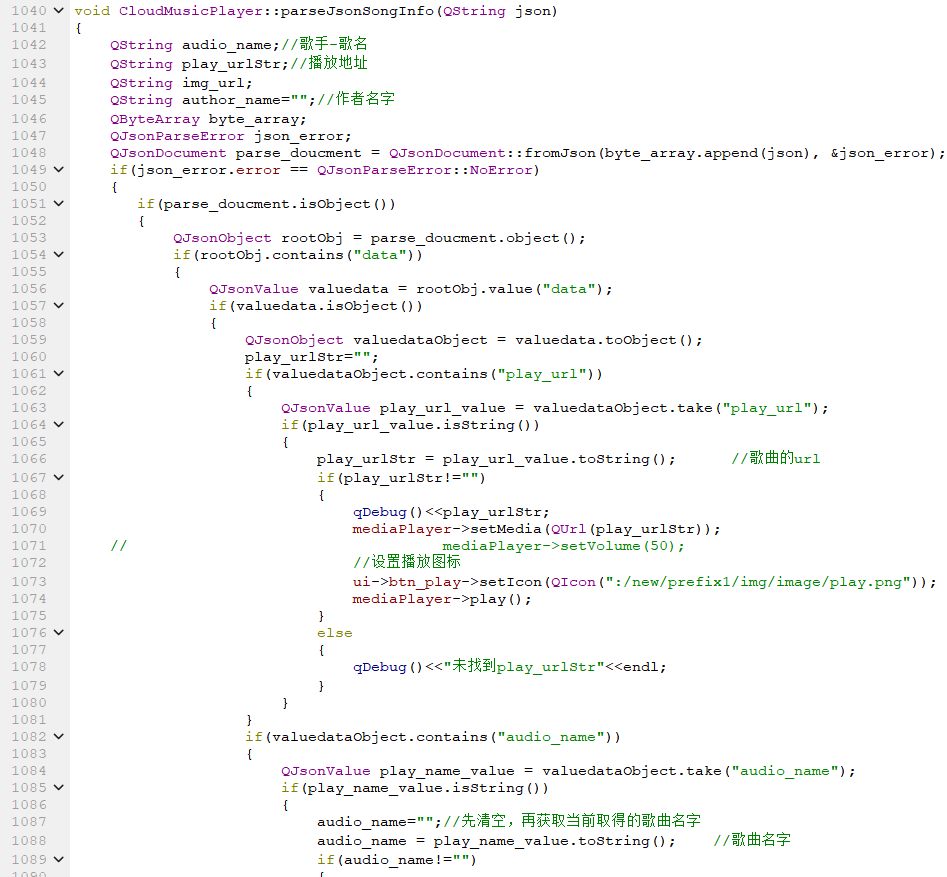 1040 void CloudMusicPlayer::parseJsonSongInfo(QString json)
1041 {
1042     QString audio_name;//歌手-歌名
1043     QString play_urlStr;//播放地址
1044     QString img_url;
1045     QString author_name="";//作者名字
1046     QByteArray byte_array;
1047     QJsonParseError json_error;
1048     QJsonDocument parse_doucment = QJsonDocument::fromJson(byte_array.append(json), &json_error);
1049     if(json_error.error == QJsonParseError::NoError)
1050     {
1051        if(parse_doucment.isObject())
1052        {
1053            QJsonObject rootObj = parse_doucment.object();
1054            if(rootObj.contains("data"))
1055            {
1056                QJsonValue valuedata = rootObj.value("data");
1057                if(valuedata.isObject())
1058                {
1059                    QJsonObject valuedataObject = valuedata.toObject();
1060                    play_urlStr="";
1061                    if(valuedataObject.contains("play_url"))
1062                    {
1063                        QJsonValue play_url_value = valuedataObject.take("play_url");
1064                        if(play_url_value.isString())
1065                        {
1066                            play_urlStr = play_url_value.toString();      //歌曲的url
1067                            if(play_urlStr!="")
1068                            {
1069                                qDebug()<<play_urlStr;
1070                                mediaPlayer->setMedia(QUrl(play_urlStr));
1071     //                                   mediaPlayer->setVolume(50);
1072                                //设置播放图标
1073                                ui->btn_play->setIcon(QIcon(":/new/prefix1/img/image/play.png"));
1074                                mediaPlayer->play();
1075                            }
1076                            else
1077                            {
1078                                qDebug()<<"未找到play_urlStr"<<endl;
1079                            }
1080                        }
1081                    }
1082                    if(valuedataObject.contains("audio_name"))
1083                    {
1084                        QJsonValue play_name_value = valuedataObject.take("audio_name");
1085                        if(play_name_value.isString())
1086                        {
1087                            audio_name="";//先清空，再获取当前取得的歌曲名字
1088                            audio_name = play_name_value.toString();    //歌曲名字
1089                            if(audio_name!="")
1090                            {